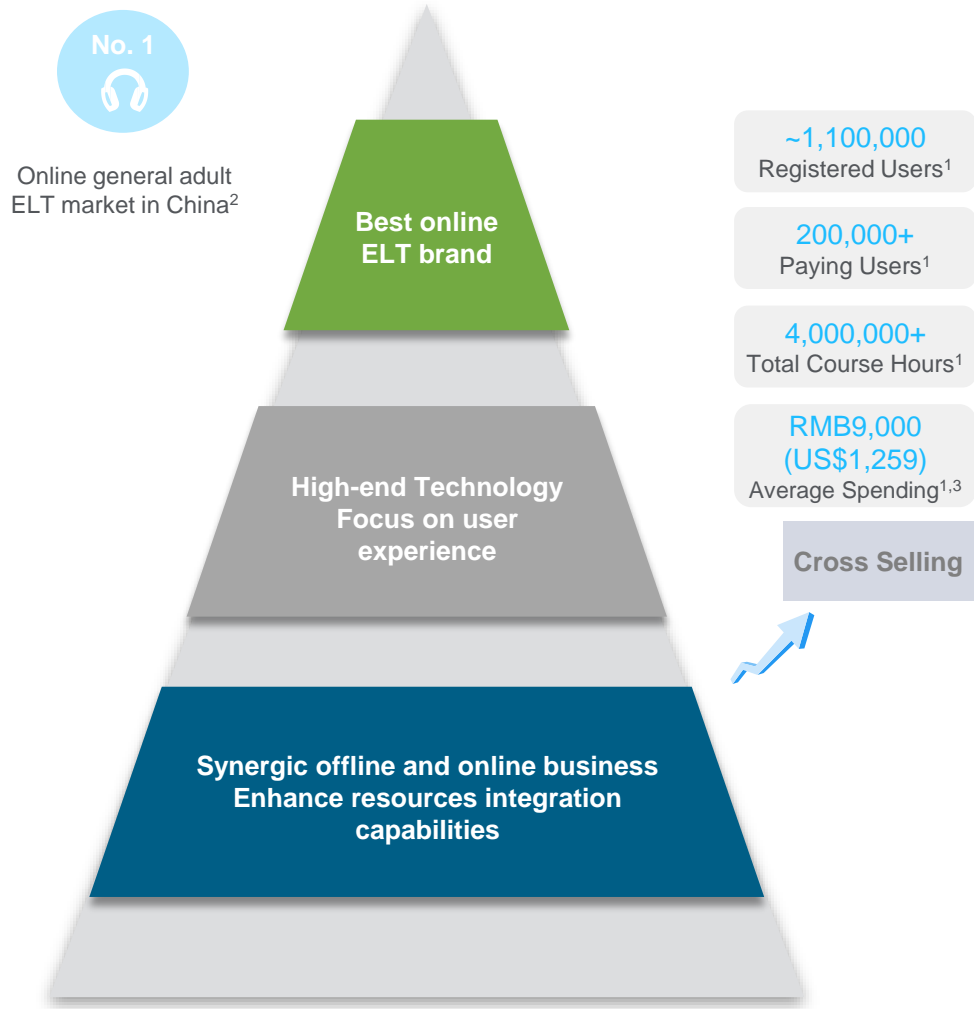 No. 1
Online general adult
ELT market in China2
Best online
ELT brand
High-end Technology
Focus on user
experience
Synergic offline and online business
Enhance resources integration
capabilities
~1,100,000
Registered Users1
200,000+
Paying Users1
4,000,000+
Total Course Hours1
RMB9,000
(US$1,259)
Average Spending1,3
Cross Selling